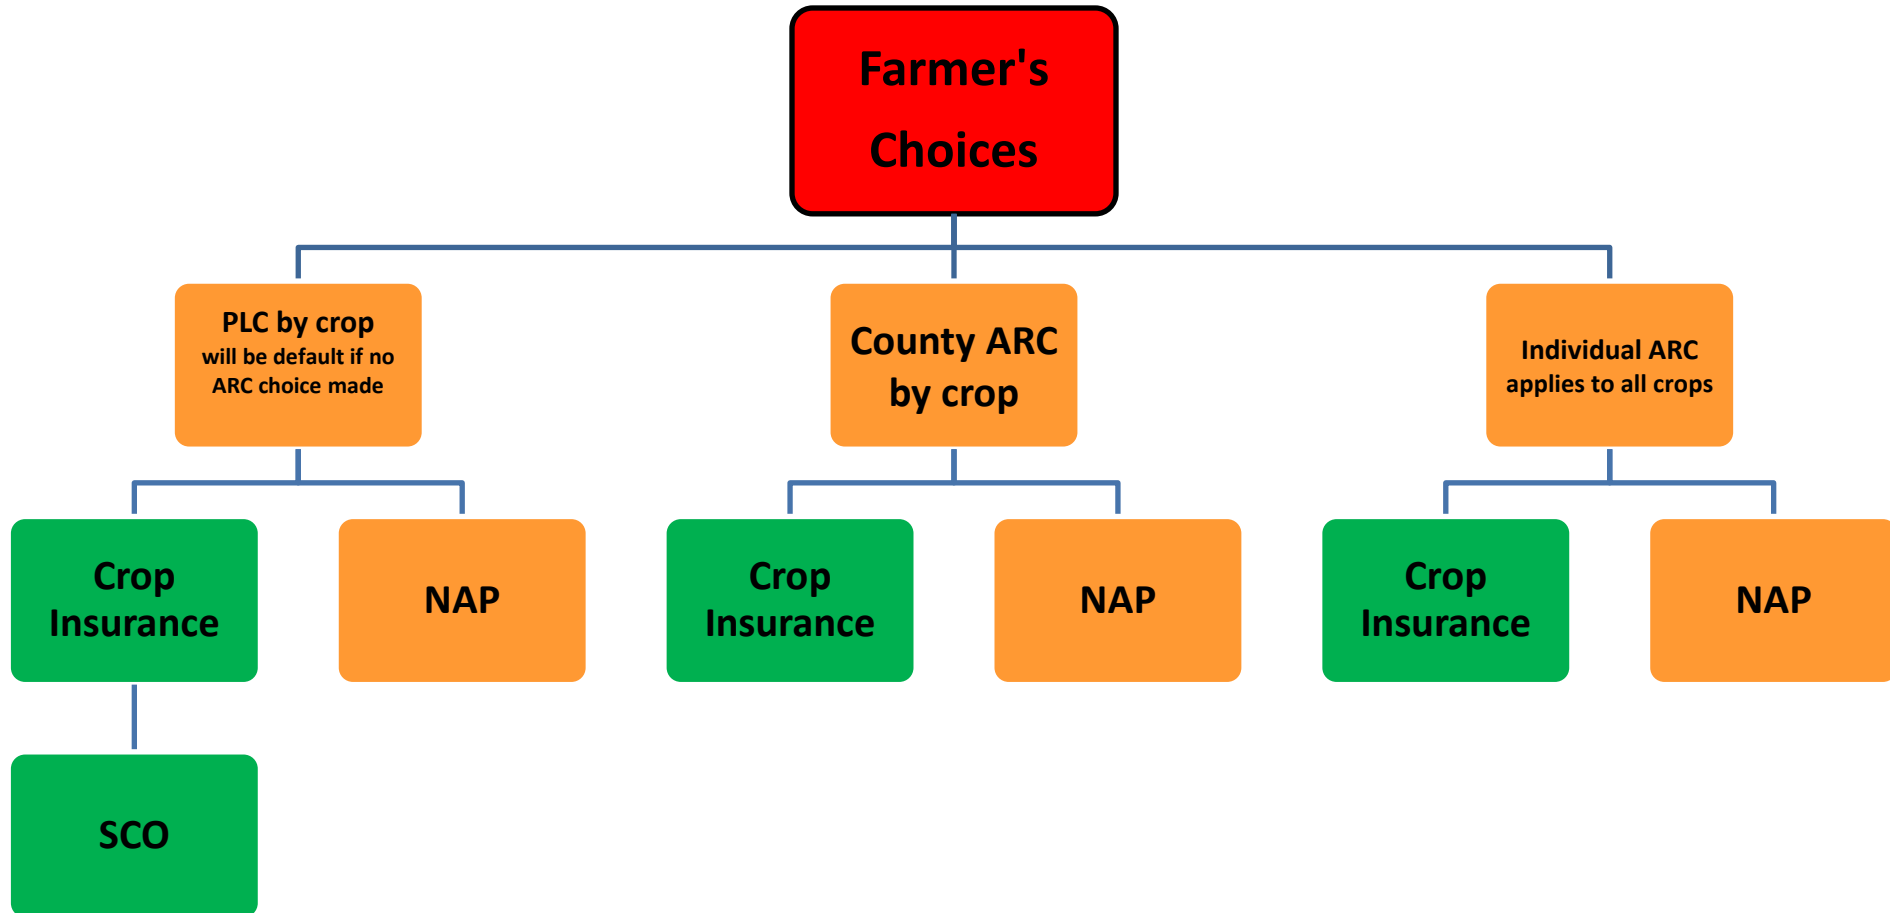 Farmer's
Choices
PLC by crop
will be default if no
ARC choice made
County ARC
by crop
Individual ARC
applies to all crops
Crop
Insurance
NAP
Crop
Insurance
NAP
Crop
Insurance
NAP
SCO